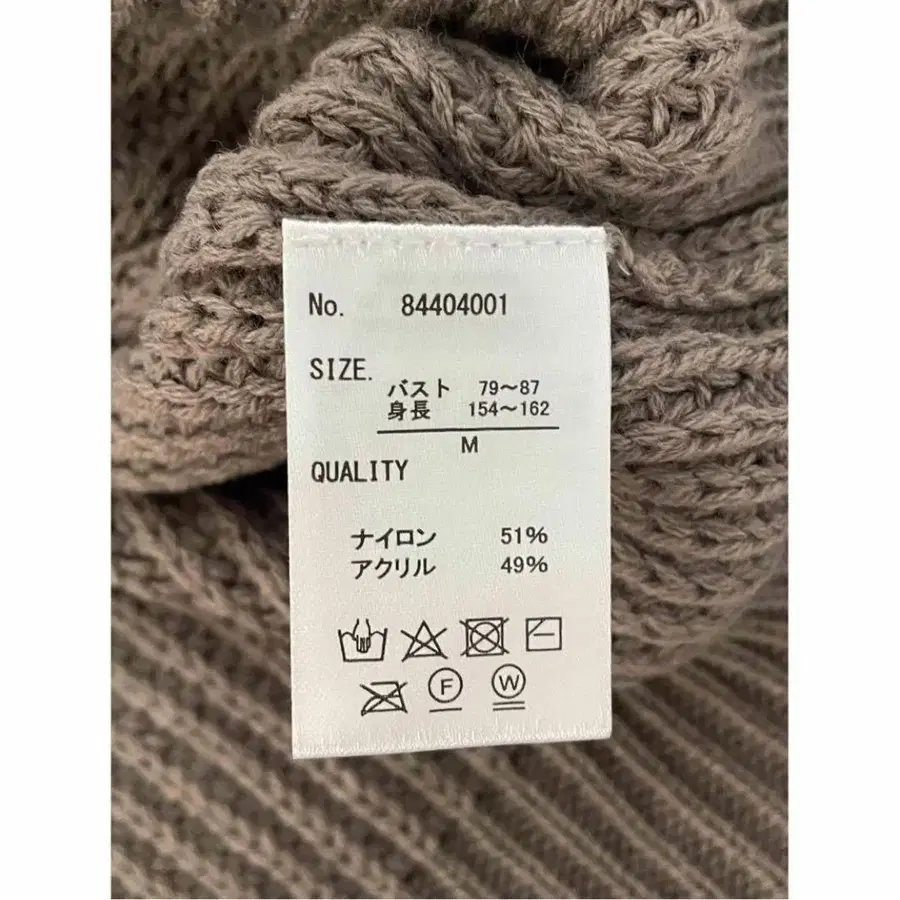 No. 84404001
SIZE.
バスト 79～87
身長 154～162
M
QUALITY
ナイロン 51%
アクリル 49%
F W